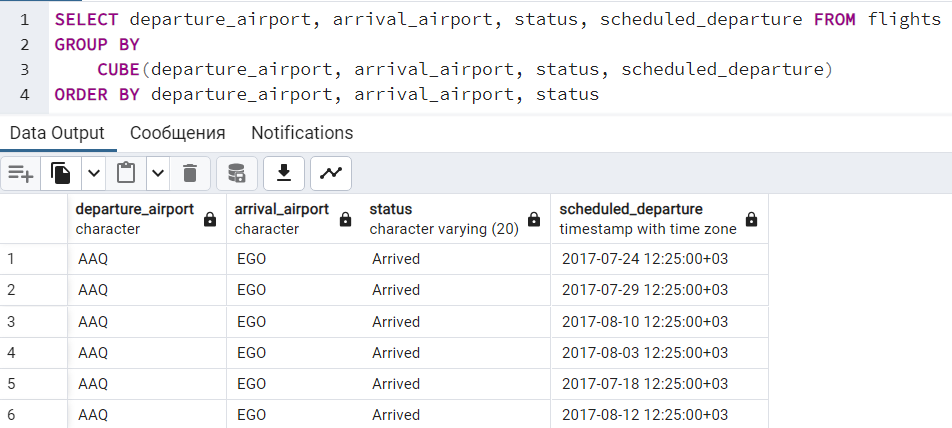 1 SELECT departure_airport, arrival_airport, status, scheduled_departure FROM flights
2 GROUP BY
3 CUBE(departure_airport, arrival_airport, status, scheduled_departure)
4 ORDER BY departure_airport, arrival_airport, status
Data Output Сообщения Notifications
departure_airport arrival_airport status scheduled_departure
character character character varying (20) timestamp with time zone
1 AAQ EGO Arrived 2017-07-24 12:25:00+03
2 AAQ EGO Arrived 2017-07-29 12:25:00+03
3 AAQ EGO Arrived 2017-08-10 12:25:00+03
4 AAQ EGO Arrived 2017-08-03 12:25:00+03
5 AAQ EGO Arrived 2017-07-18 12:25:00+03
6 AAQ EGO Arrived 2017-08-12 12:25:00+03